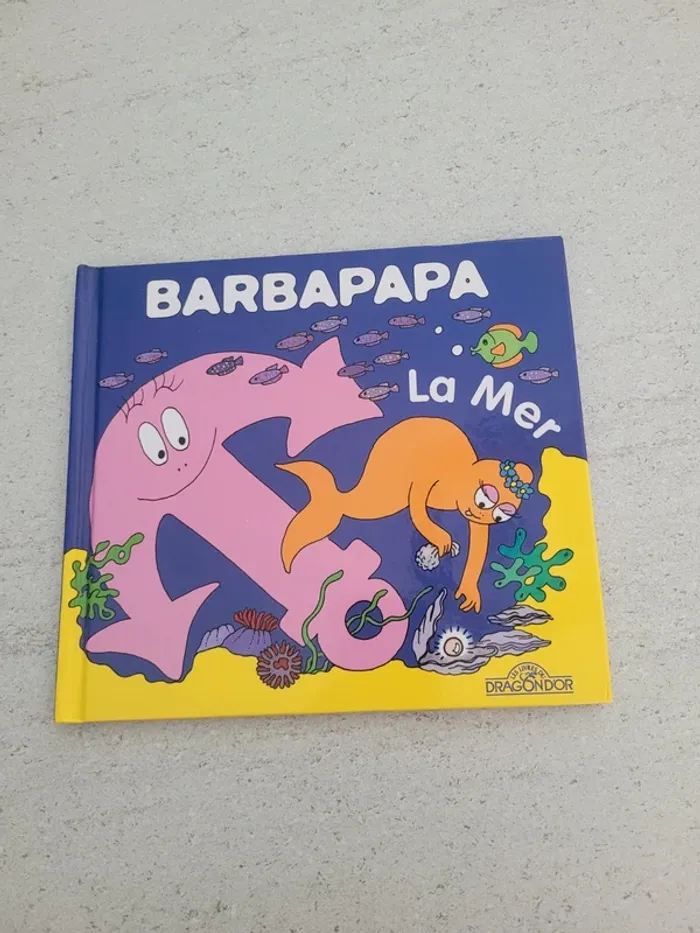 BARBAPAPA
La Mer
LES LIVRES DU
DRAGON D'OR